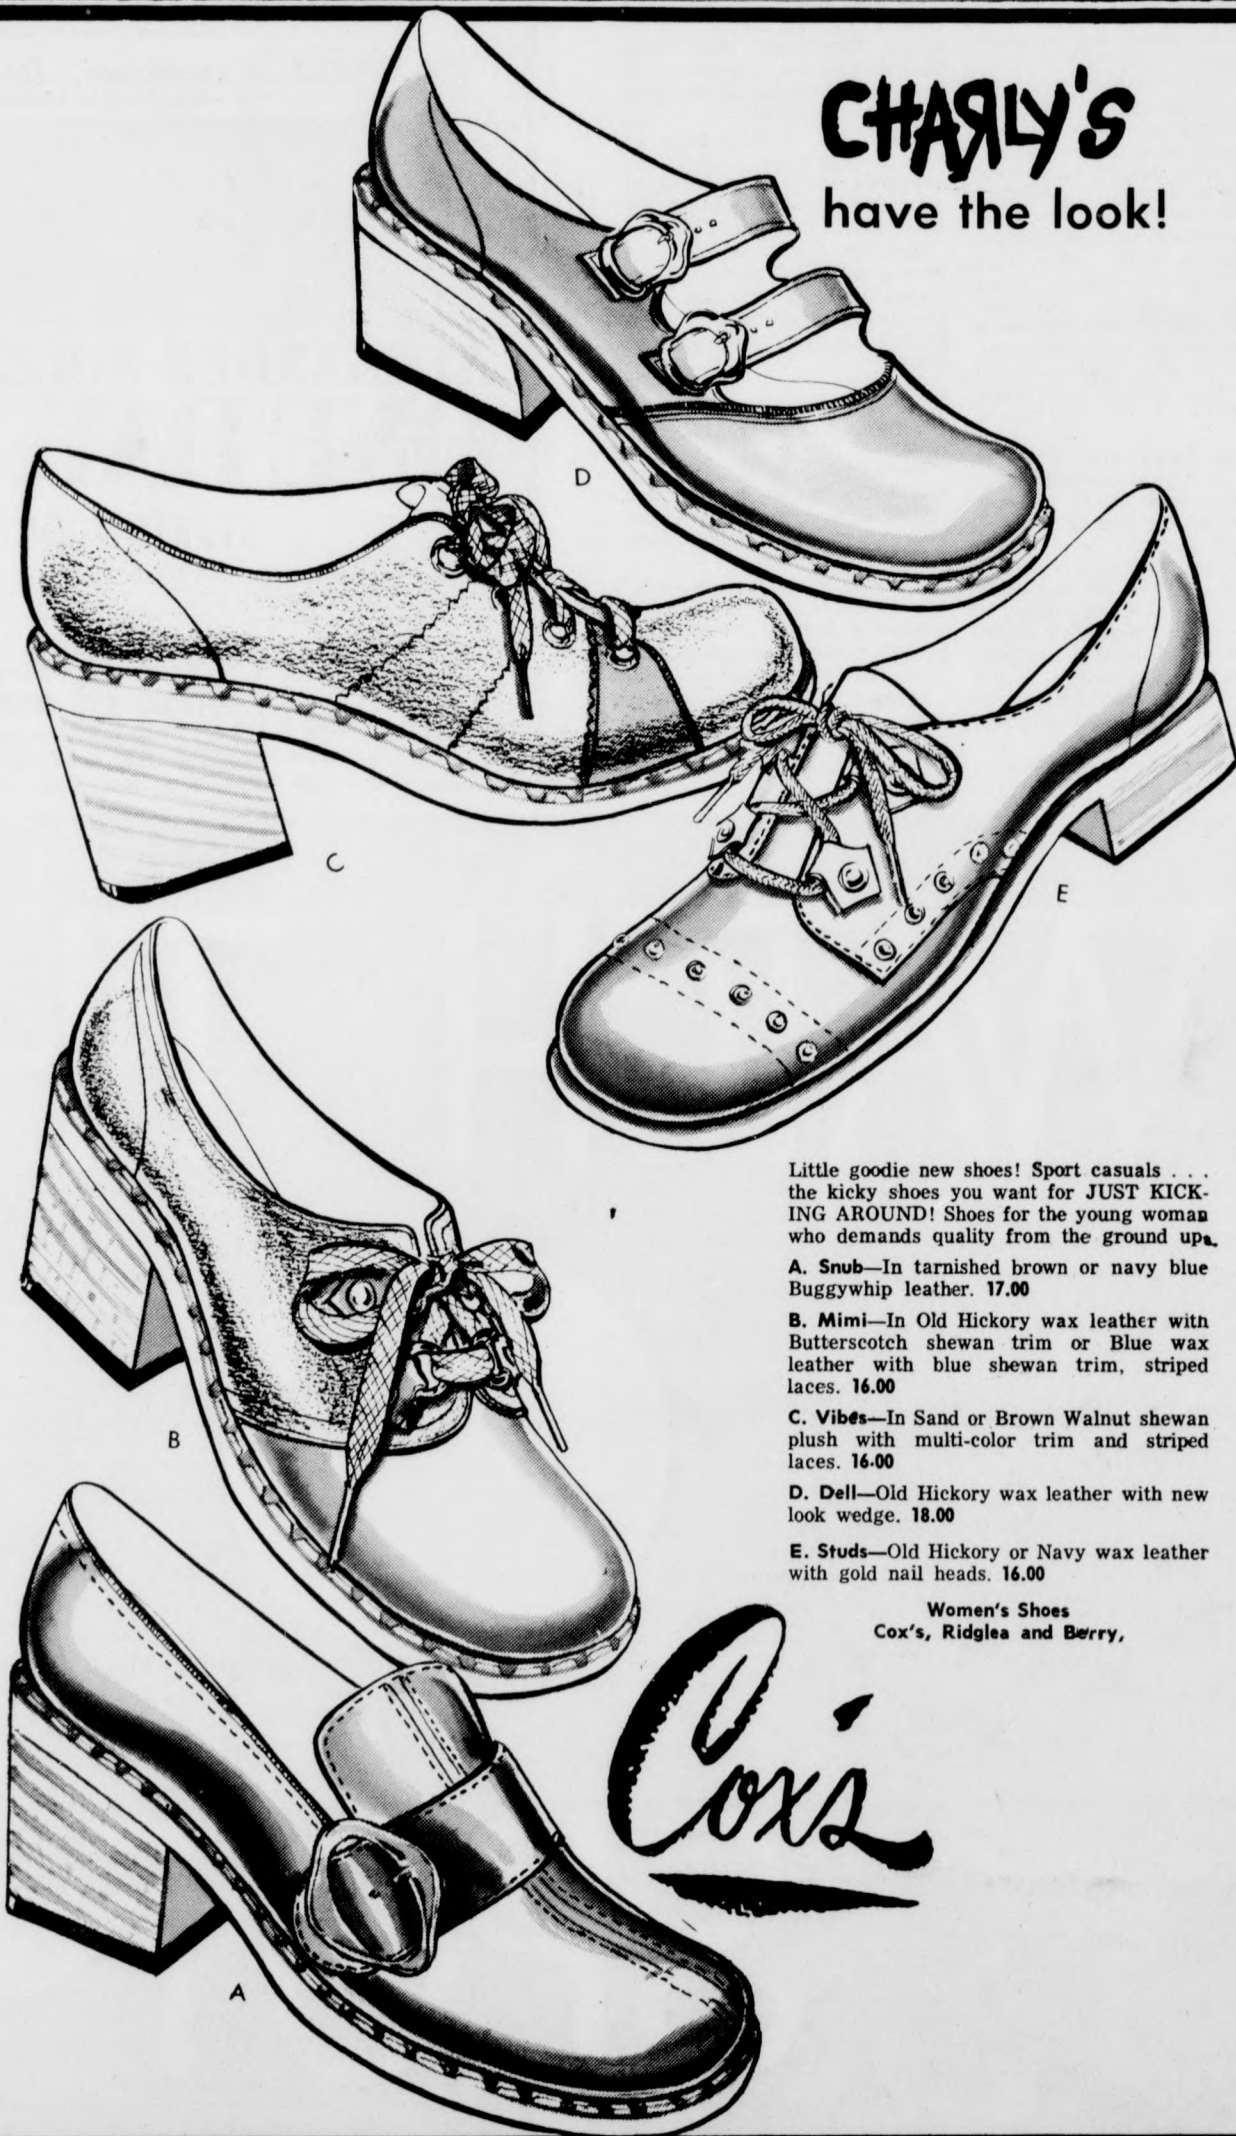 CHARLY'S
have the look!
D
C
E
B
A
Little goodie new shoes! Sport casuals . . .
the kicky shoes you want for JUST KICK-
ING AROUND! Shoes for the young woman
who demands quality from the ground up.
A. Snub—In tarnished brown or navy blue
Buggywhip leather. 17.00
B. Mimi—In Old Hickory wax leather with
Butterscotch shewan trim or Blue wax
leather with blue shewan trim, striped
laces. 16.00
C. Vibes—In Sand or Brown Walnut shewan
plush with multi-color trim and striped
laces. 16.00
D. Dell—Old Hickory wax leather with new
look wedge. 18.00
E. Studs—Old Hickory or Navy wax leather
with gold nail heads. 16.00
Women's Shoes
Cox's, Ridglea and Berry,
Cox's